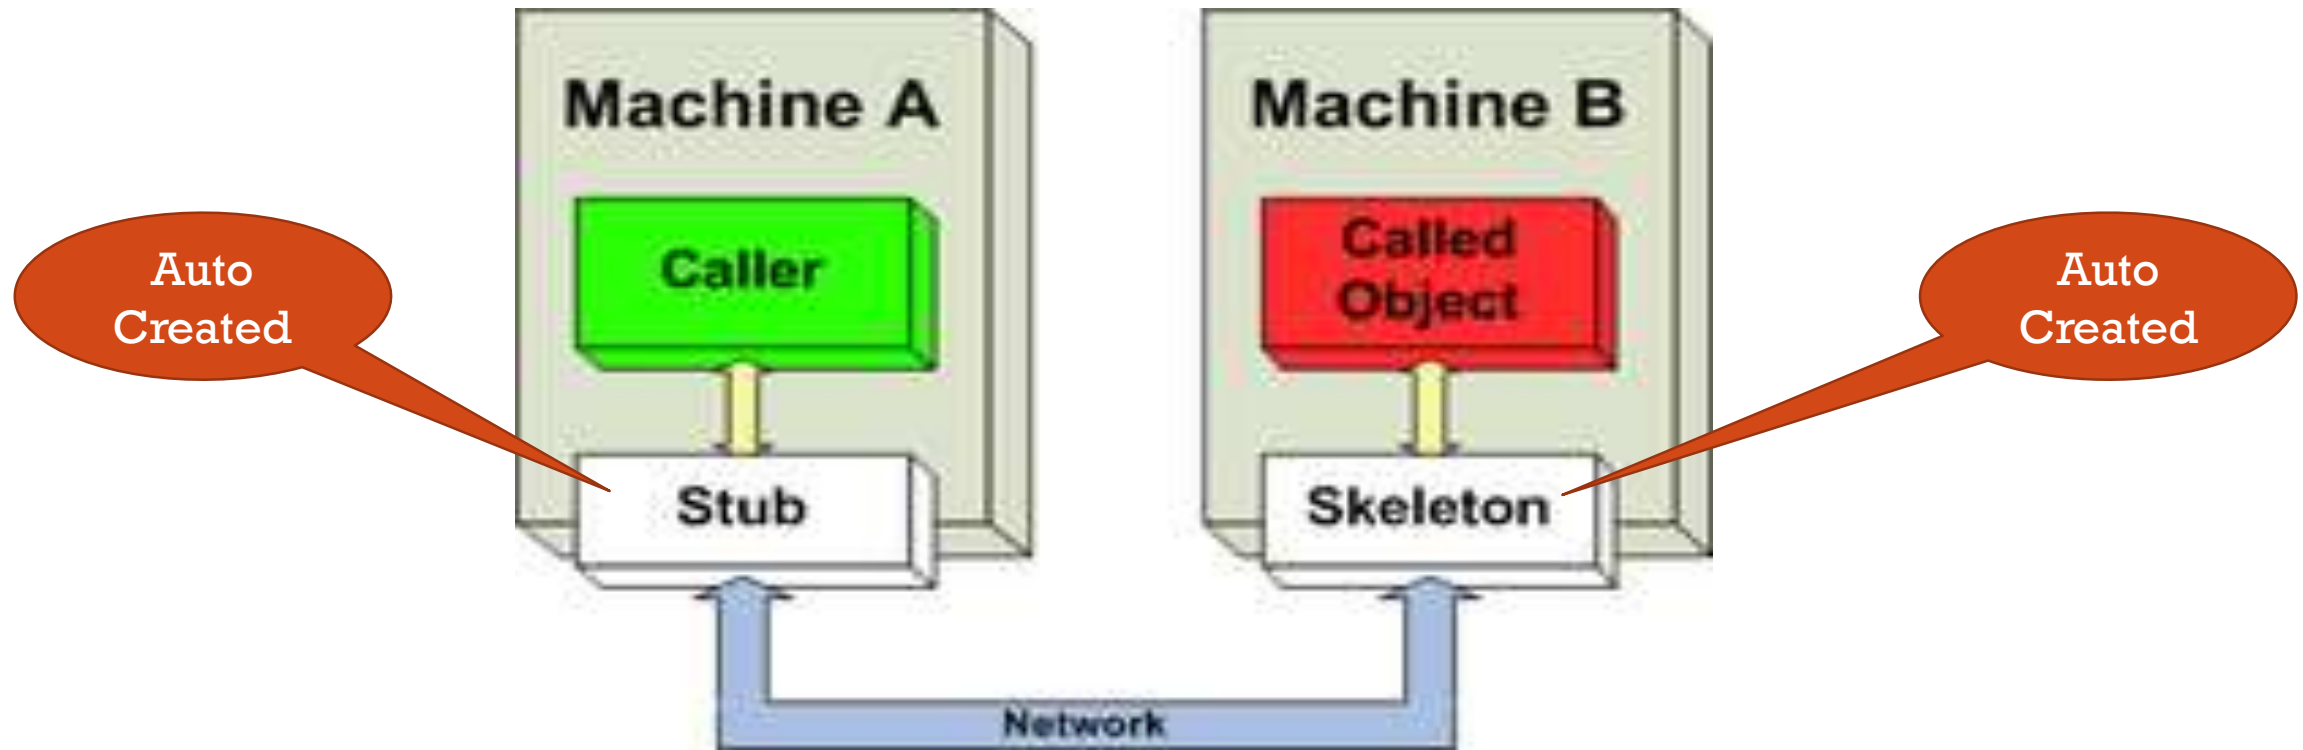 Machine A
Machine B
Auto
Created
Caller
Called
Object
Auto
Created
Stub
Skeleton
Network